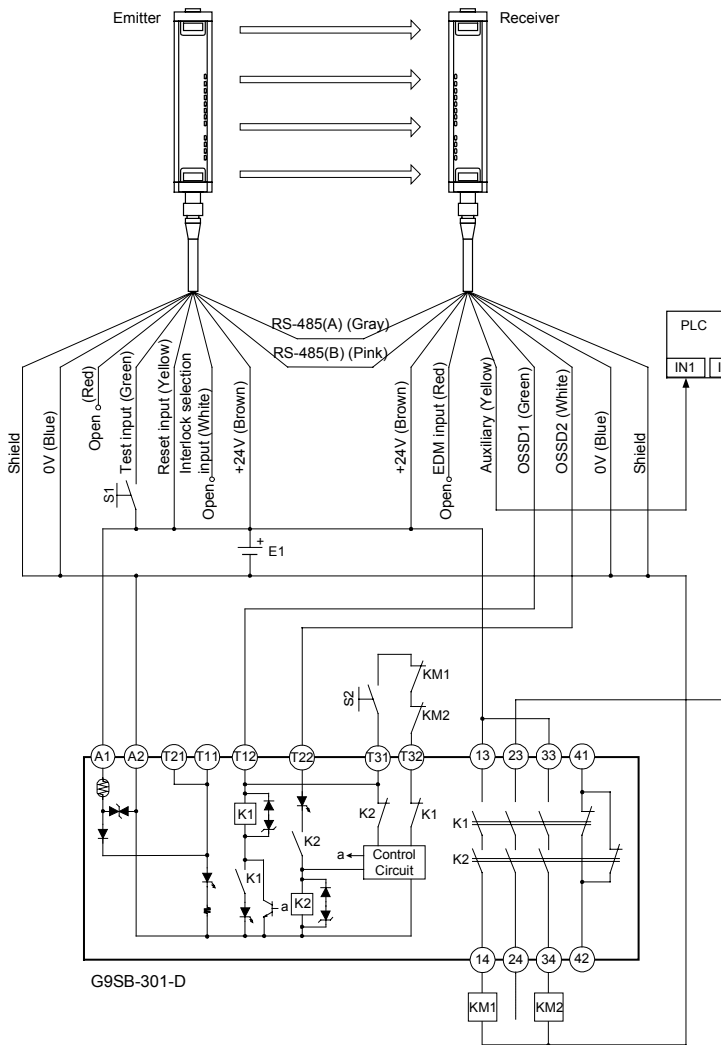 Emitter
Receiver
RS-485(A) (Gray)
RS-485(B) (Pink)
PLC
IN1
I
Shield
0V (Blue)
Open
(Red)
Test input (Green)
Reset input (Yellow)
Interlock selection
input (White)
Open
+24V (Brown)
+24V (Brown)
EDM input (Red)
Open
Auxiliary (Yellow)
OSSD1 (Green)
OSSD2 (White)
0V (Blue)
Shield
S1
+
E1
S2
KM1
KM2
A1
A2
T21
T11
T12
T22
T31
T32
13
23
33
41
K1
K2
K2
K1
K1
a
Control
Circuit
K1
a
K2
K2
14
24
34
42
G9SB-301-D
KM1
KM2